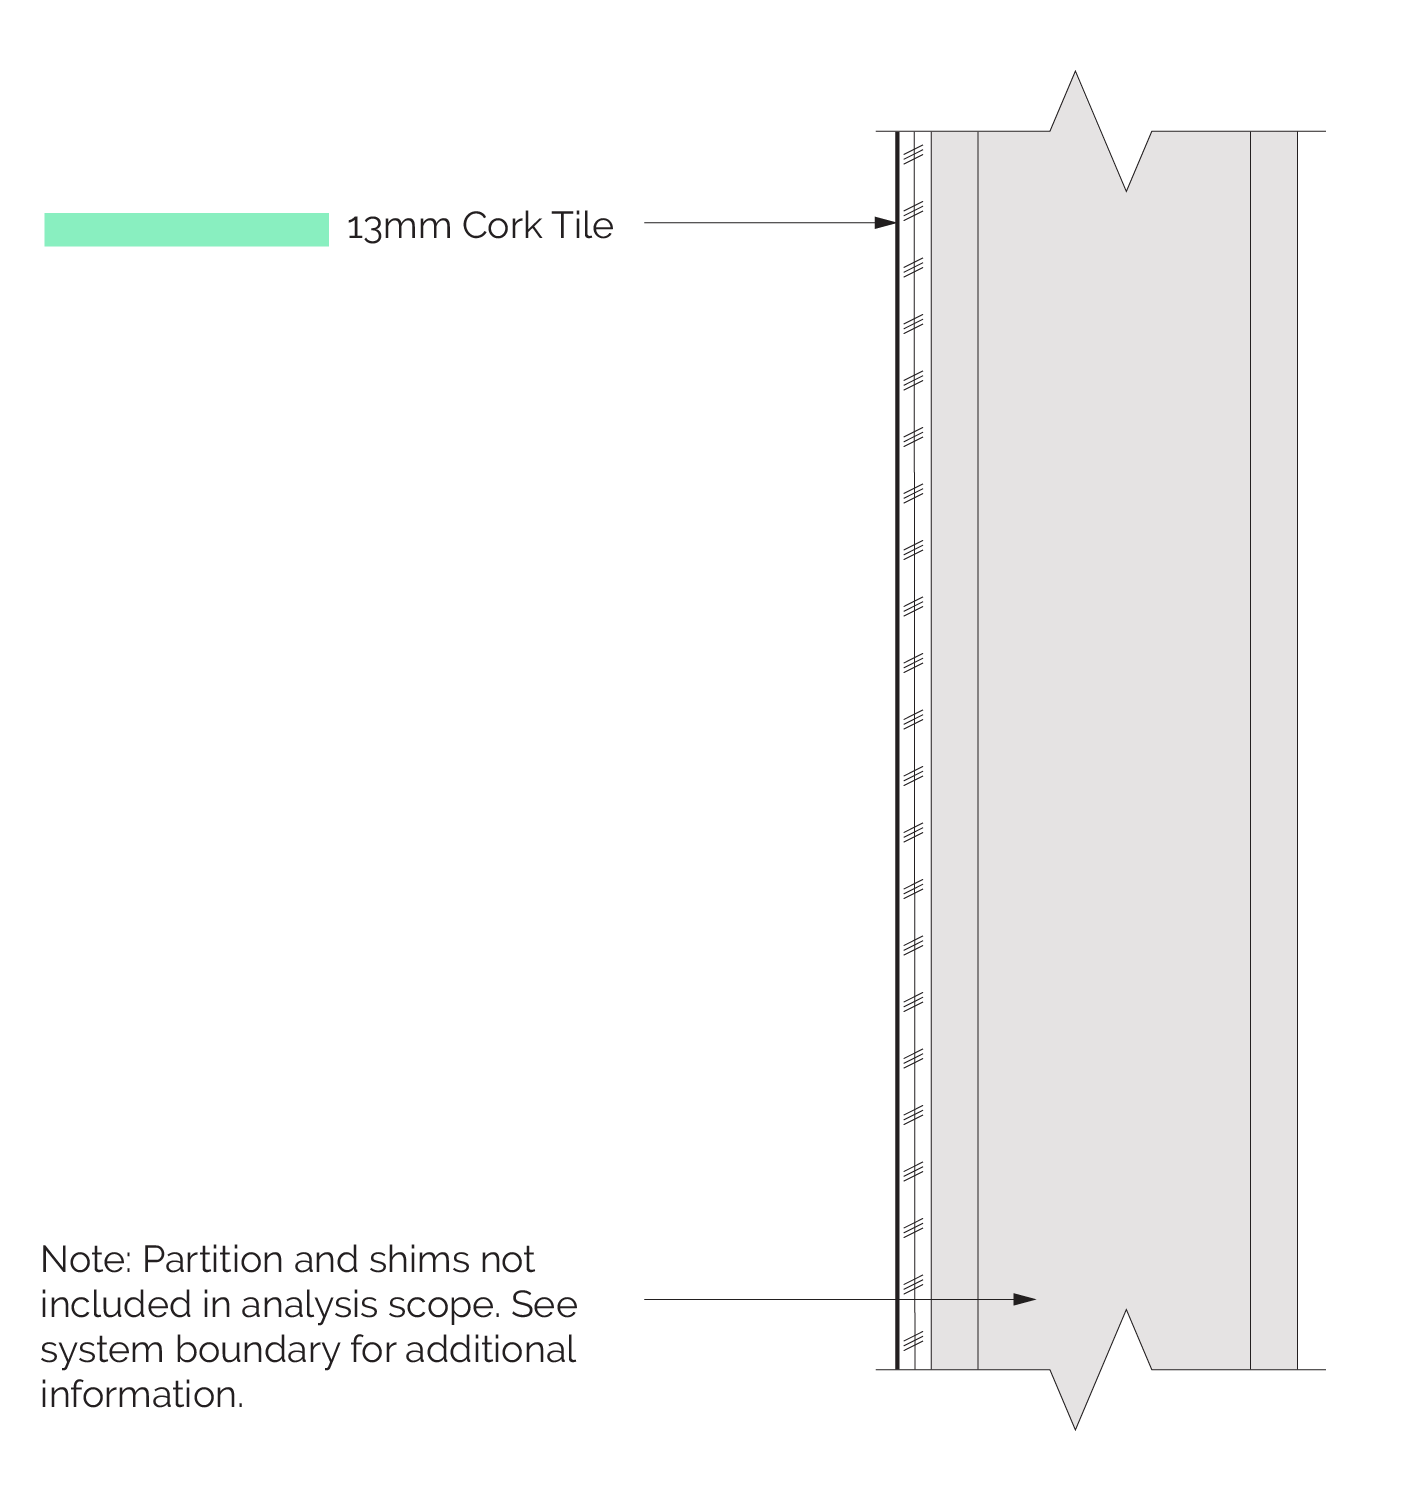 13mm Cork Tile
Note: Partition and shims not
included in analysis scope. See
system boundary for additional
information.